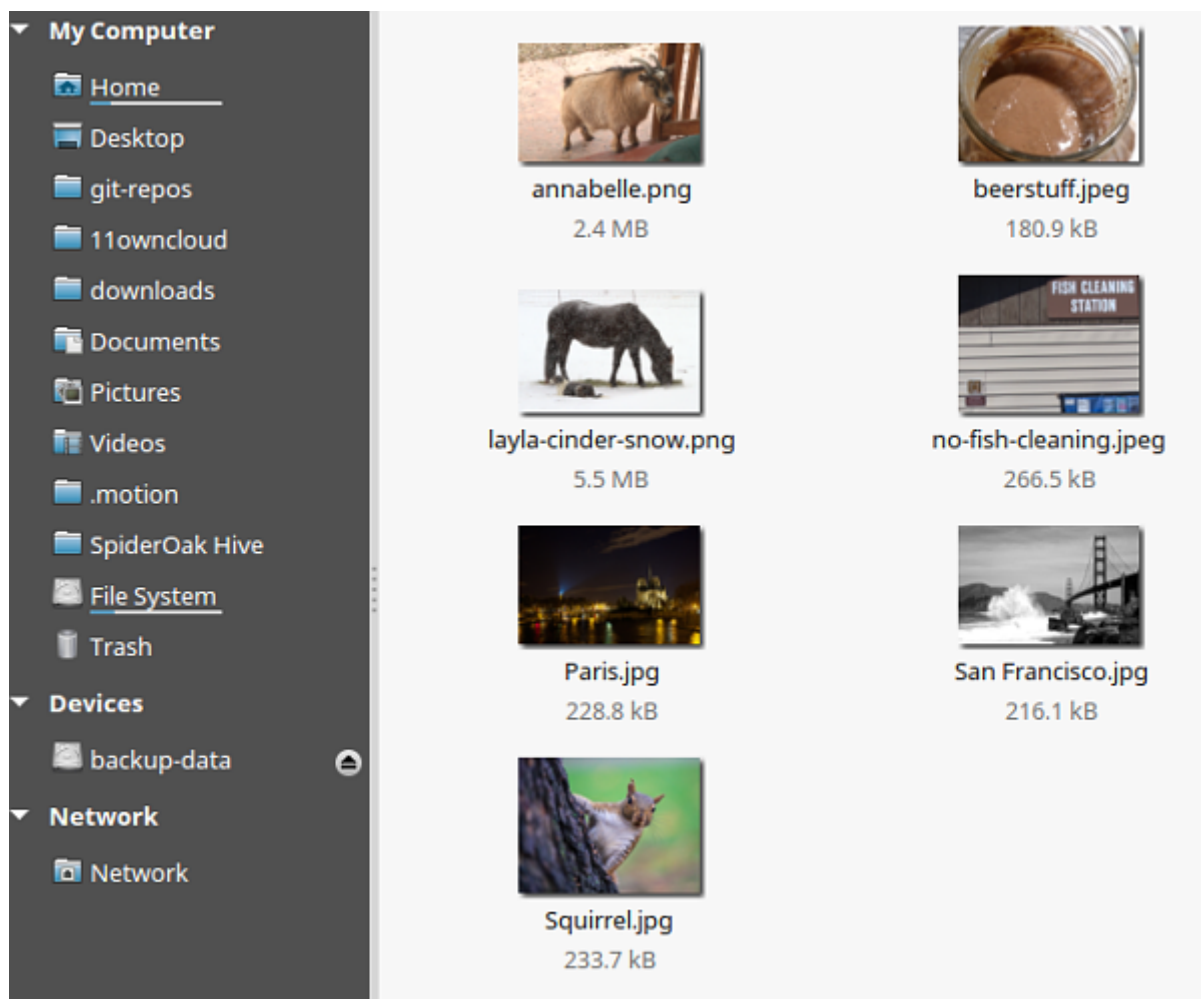 My Computer
Home
Desktop
git-repos
11owncloud
downloads
Documents
Pictures
Videos
.motion
SpiderOak Hive
File System
Trash
Devices
backup-data
Network
Network
annabelle.png
2.4 MB
beerstuff.jpeg
180.9 kB
layla-cinder-snow.png
5.5 MB
FISH CLEANING
STATION
no-fish-cleaning.jpeg
266.5 kB
Paris.jpg
228.8 kB
San Francisco.jpg
216.1 kB
Squirrel.jpg
233.7 kB